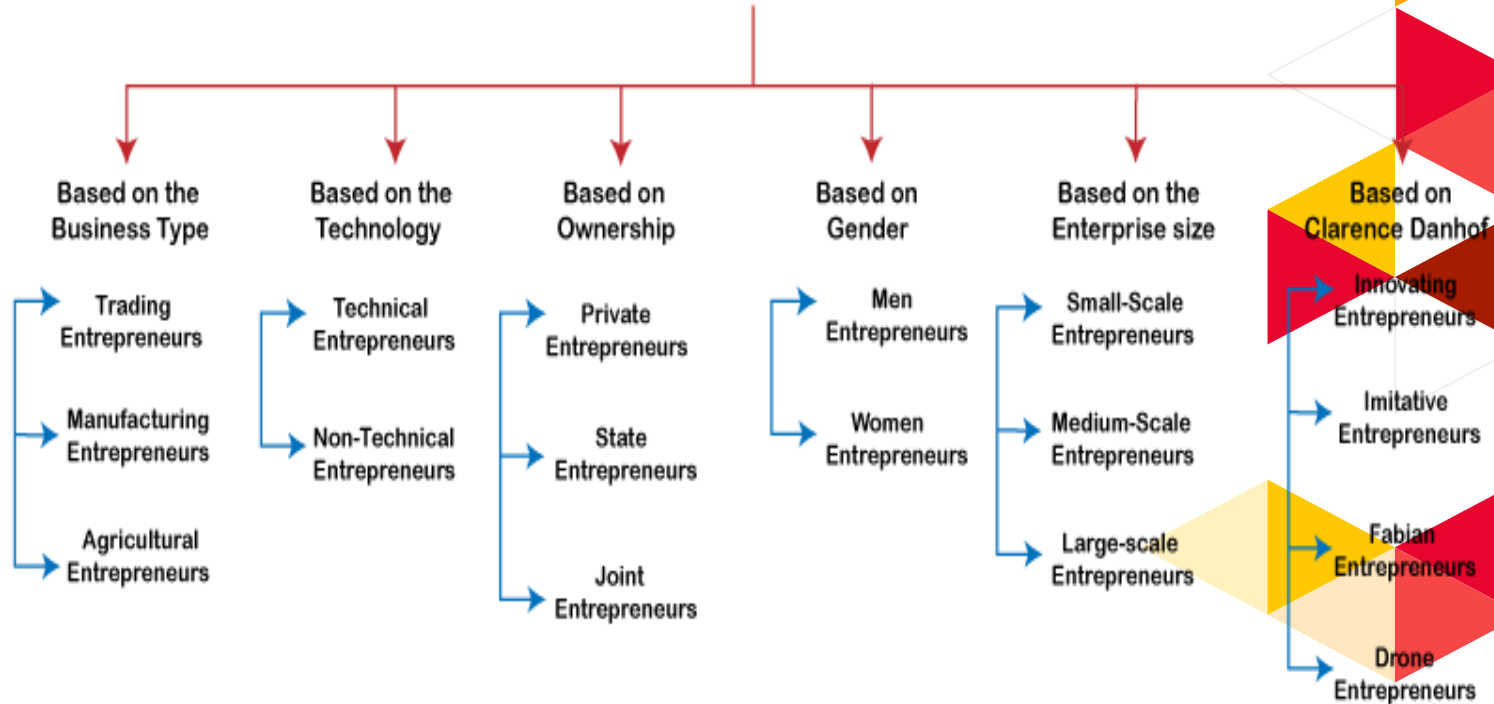 Based on the
Business Type
Trading
Entrepreneurs
Manufacturing
Entrepreneurs
Agricultural
Entrepreneurs
Based on the
Technology
Technical
Entrepreneurs
Non-Technical
Entrepreneurs
Based on
Ownership
Private
Entrepreneurs
State
Entrepreneurs
Joint
Entrepreneurs
Based on
Gender
Men
Entrepreneurs
Women
Entrepreneurs
Based on the
Enterprise size
Small-Scale
Entrepreneurs
Medium-Scale
Entrepreneurs
Large-scale
Entrepreneurs
Based on
Clarence Danhof
Innovating
Entrepreneurs
Imitative
Entrepreneurs
Fabian
Entrepreneurs
Drone
Entrepreneurs